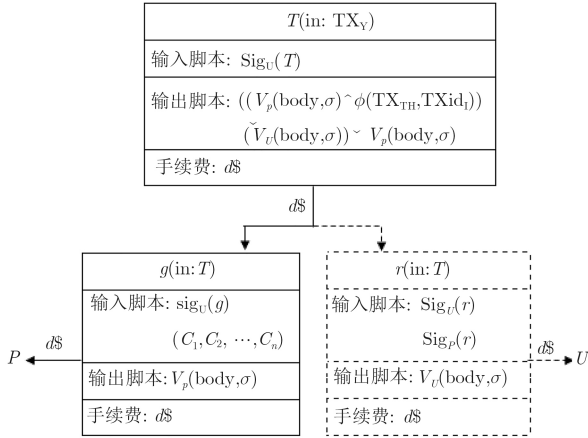 T(in: TX_Y)
输入脚本: Sig_U(T)
输出脚本: ((V_p(body,σ)ˆϕ(TX_TH,TXid_I))
(ˇV_U(body,σ))ˇ V_p(body,σ)
手续费: d$
d$
g(in:T)
输入脚本: sig_U(g)
(C_1,C_2, ⋯,C_n)
输出脚本:V_p(body,σ)
手续费: d$
d$
P
r(in:T)
输入脚本: Sig_U(r)
Sig_P(r)
输出脚本: V_U(body,σ)
手续费: d$
d$
U